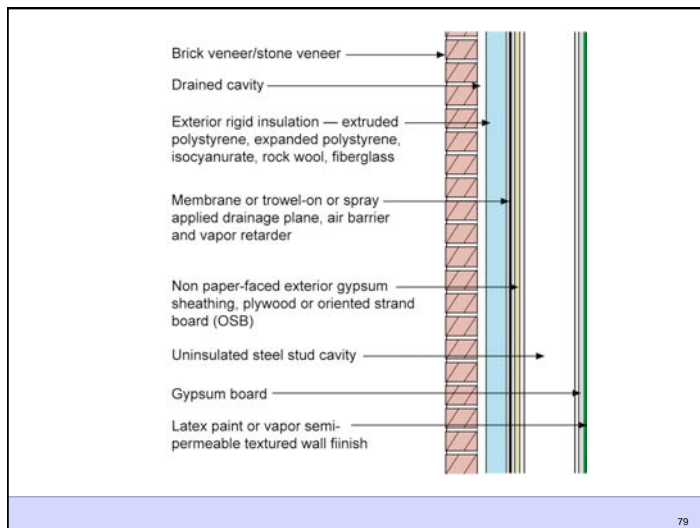 Brick veneer/stone veneer
Drained cavity
Exterior rigid insulation — extruded
polystyrene, expanded polystyrene,
isocyanurate, rock wool, fiberglass
Membrane or trowel-on or spray
applied drainage plane, air barrier
and vapor retarder
Non paper-faced exterior gypsum
sheathing, plywood or oriented strand
board (OSB)
Uninsulated steel stud cavity
Gypsum board
Latex paint or vapor semi-
permeable textured wall fiinish
79